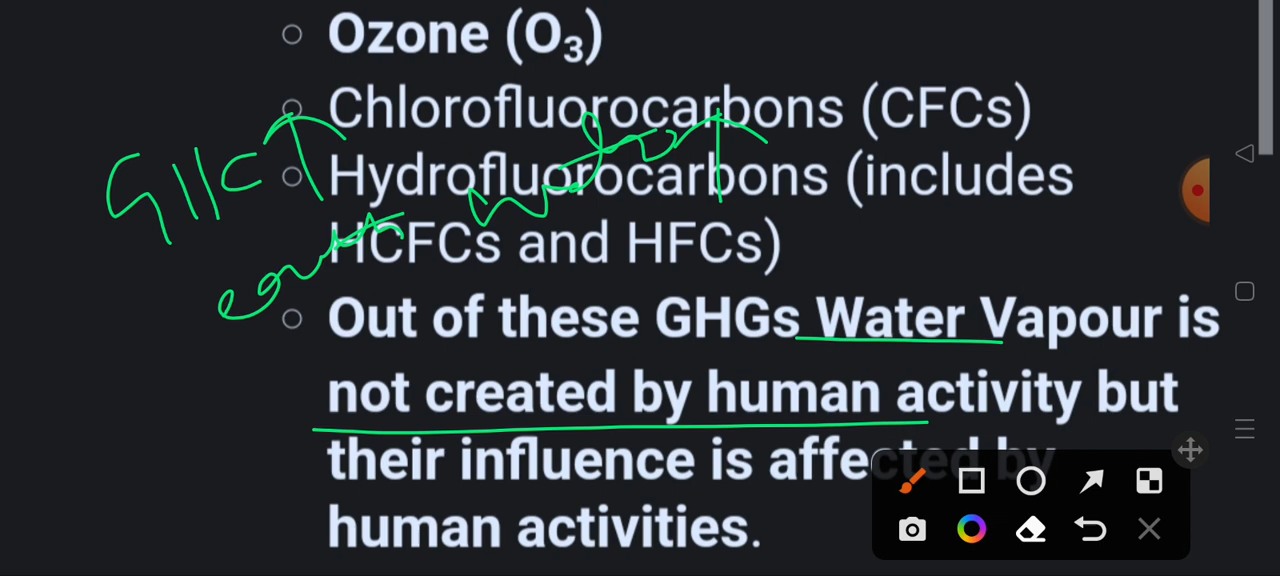 Ozone (O₃)
Chlorofluorocarbons (CFCs)
Hydrofluorocarbons (includes
HCFCs and HFCs)
Out of these GHGs Water Vapour is
not created by human activity but
their influence is affected by
human activities.